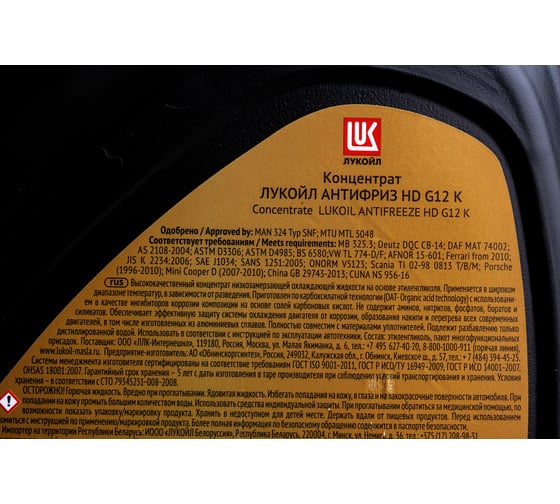 LUK
ЛУКОЙЛ
Концентрат
ЛУКОЙЛ АНТИФРИЗ HD G12 K
Concentrate LUKOIL ANTIFREEZE HD G12 K
Одобрено / Approved by: MAN 324 Typ SNF; MTU MTL 5048
Соответствует требованиям / Meets requirements: MB 325.3; Deutz DQC CB-14; DAF MAT 74002;
AS 2108-2004; ASTM D3306; ASTM D4985; BS 6580; VW TL 774-D/F; AFNOR 15-601; Ferrari from 2010;
JIS K 2234:2006; SAE J1034; SANS 1251:2005; ONORM V5123; Scania TI 02-98 0813 T/B/M; Porsche
(1996-2010); Mini Cooper D (2007-2010); China GB 29743-2013; CUNA NS 956-16
rus Высококачественный концентрат низкозамерзающей охлаждающей жидкости на основе этиленгликоля. Применяется в широком
диапазоне температур, в зависимости от разведения. Приготовлен по карбоксилатной технологии (OAT- Organic acid technology) с использовани-
ем в качестве ингибиторов коррозии композиции на основе солей карбоновых кислот. Не содержит аминов, нитритов, фосфатов, боратов и
силикатов. Обеспечивает эффективную защиту системы охлаждения двигателя от коррозии, образования накипи и перегрева всех современных
двигателей, в том числе изготовленных из алюминиевых сплавов. Полностью совместим с материалами уплотнителей. Подлежит разбавлению только
дистиллированной водой. Использовать в соответствии с инструкцией по эксплуатации автотехники. Состав: этиленгликоль, пакет многофункциональных
присадок. Поставщик: ООО «ЛЛК-Интернешнл», 119180, Россия, г. Москва, ул. Малая Якиманка, д. 6, тел.: +7 495 627-40-20, 8-800-1000-911 (горячая линия),
www.lukoil-masla.ru. Предприятие-изготовитель: АО «Обнинскоргсинтез», Россия, 249032, Калужская обл., г. Обнинск, Киевское ш., д. 57, тел.: +7 (484) 394-45-25.
Системы менеджмента изготовителя сертифицированы на соответствие требованиям ГОСТ ISO 9001-2011, ГОСТ Р ИСО/ТУ 16949-2009, ГОСТ Р ИСО 14001-2007,
OHSAS 18001:2007. Гарантийный срок хранения – 5 лет с даты изготовления в таре изготовителя при соблюдении условий транспортирования и хранения. Условия
хранения – в соответствии с СТО 79345251–008–2008.
ОСТОРОЖНО! Горючая жидкость. Вредно при проглатывании. Ядовитая жидкость. Избегать попадания на кожу, в глаза и на лакокрасочные поверхности автомобиля. При
попадании на кожу промыть большим количеством воды. Использовать средства индивидуальной защиты. При проглатывании обратиться за медицинской помощью, по
возможности показать упаковку/маркировку продукта. Хранить в недоступном для детей месте. Держать вдали от пищевых продуктов. Перед использованием
с инструкцией по применению/маркировкой продукта. Более полная информация по безопасному обращению содержится в паспорте безопасности.
Импортер на территории Республики Беларусь: ИООО «ЛУКОЙЛ Белоруссия», Республика Беларусь, 220004, г. Минск, ул. Немига, д. 36, тел.: +375 (17) 208-98-31